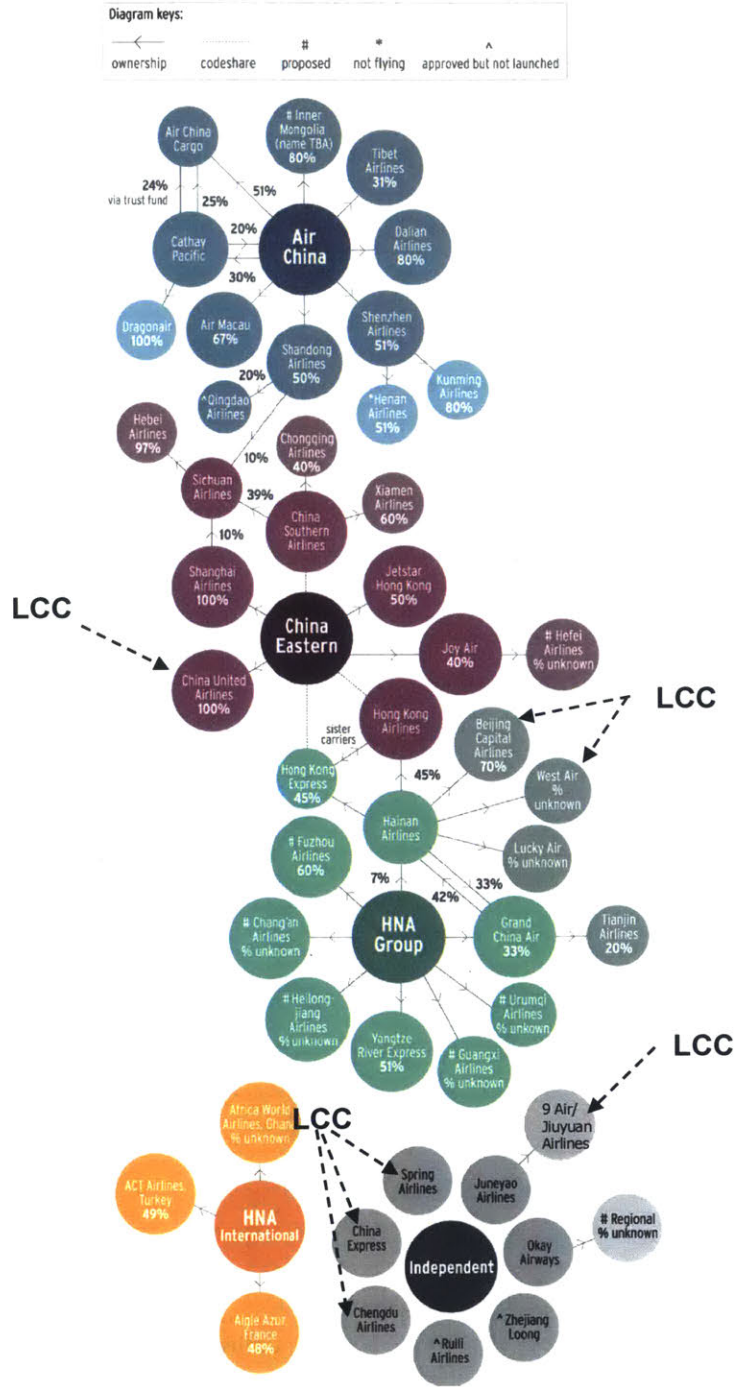 Diagram keys:
ownership
codeshare
#
proposed
*
not flying
^
approved but not launched
Air China
Cargo
# Inner
Mongolia
(name TBA)
80%
Tibet
Airlines
31%
24%
via trust fund
25%
51%
Cathay
Pacific
20%
30%
Air
China
Dalian
Airlines
80%
Dragonair
100%
Air Macau
67%
Shandong
Airlines
50%
Shenzhen
Airlines
51%
20%
^Qingdao
Airlines
*Henan
Airlines
51%
Kunming
Airlines
80%
Hebei
Airlines
97%
10%
Chongqing
Airlines
40%
Sichuan
Airlines
39%
China
Southern
Airlines
Xiamen
Airlines
60%
10%
Shanghai
Airlines
100%
Jetstar
Hong Kong
50%
LCC
China
Eastern
Joy Air
40%
# Hefei
Airlines
% unknown
China United
Airlines
100%
LCC
Hong Kong
Airlines
sister
carriers
Beijing
Capital
Airlines
70%
Hong Kong
Express
45%
45%
West Air
%
unknown
Hainan
Airlines
Lucky Air
% unknown
# Fuzhou
Airlines
60%
7%
42%
33%
# Chang'an
Airlines
% unknown
HNA
Group
Grand
China Air
33%
Tianjin
Airlines
20%
# Heilong-
jiang
Airlines
% unknown
Yangtze
River Express
51%
# Guangxi
Airlines
% unknown
# Urumqi
Airlines
% unkown
LCC
Africa World
Airlines, Ghana
% unknown
LCC
9 Air/
Jiuyuan
Airlines
ACT Airlines,
Turkey
49%
HNA
International
Spring
Airlines
Juneyao
Airlines
China
Express
Independent
Okay
Airways
# Regional
% unknown
Aigle Azur,
France
48%
Chengdu
Airlines
^Ruili
Airlines
^Zhejiang
Loong